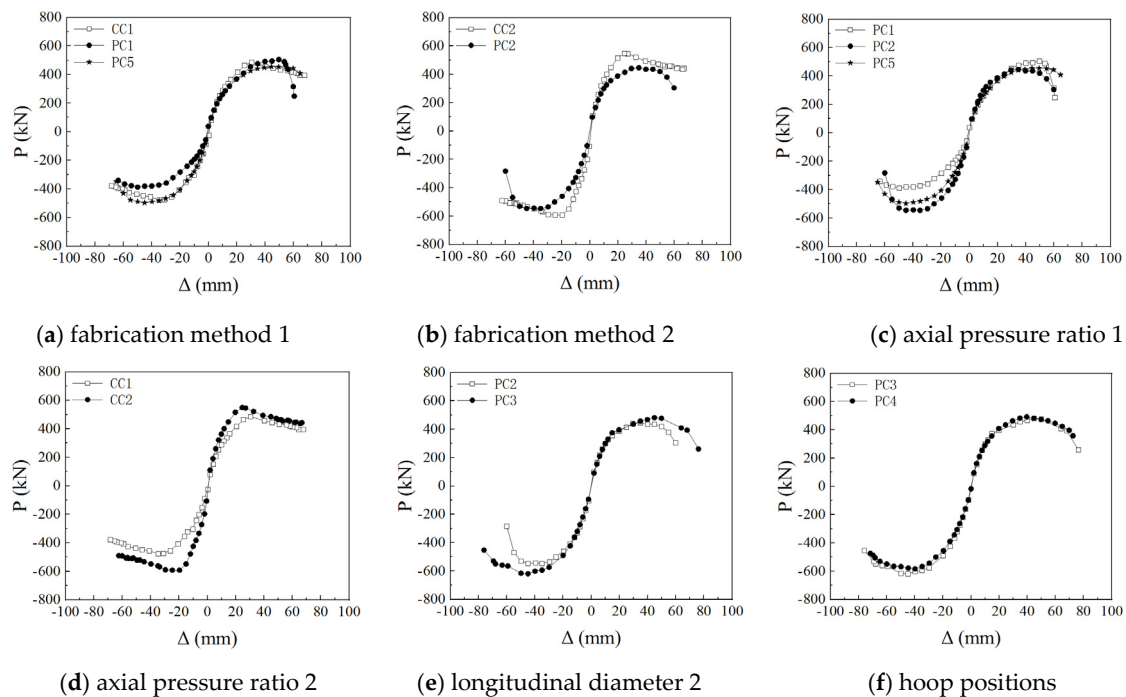 800
600
400
200
0
-200
-400
-600
-800
P (kN)
CC1
PC1
PC5
-100 -80 -60 -40 -20 0 20 40 60 80 100
Δ (mm)
(a) fabrication method 1
800
600
400
200
0
-200
-400
-600
-800
P (kN)
CC2
PC2
-100 -80 -60 -40 -20 0 20 40 60 80 100
Δ (mm)
(b) fabrication method 2
800
600
400
200
0
-200
-400
-600
-800
P (kN)
PC1
PC2
PC5
-100 -80 -60 -40 -20 0 20 40 60 80 100
Δ (mm)
(c) axial pressure ratio 1
800
600
400
200
0
-200
-400
-600
-800
P (kN)
CC1
CC2
-100 -80 -60 -40 -20 0 20 40 60 80 100
Δ (mm)
(d) axial pressure ratio 2
800
600
400
200
0
-200
-400
-600
-800
P (kN)
PC2
PC3
-100 -80 -60 -40 -20 0 20 40 60 80 100
Δ (mm)
(e) longitudinal diameter 2
800
600
400
200
0
-200
-400
-600
-800
P (kN)
PC3
PC4
-100 -80 -60 -40 -20 0 20 40 60 80 100
Δ (mm)
(f) hoop positions